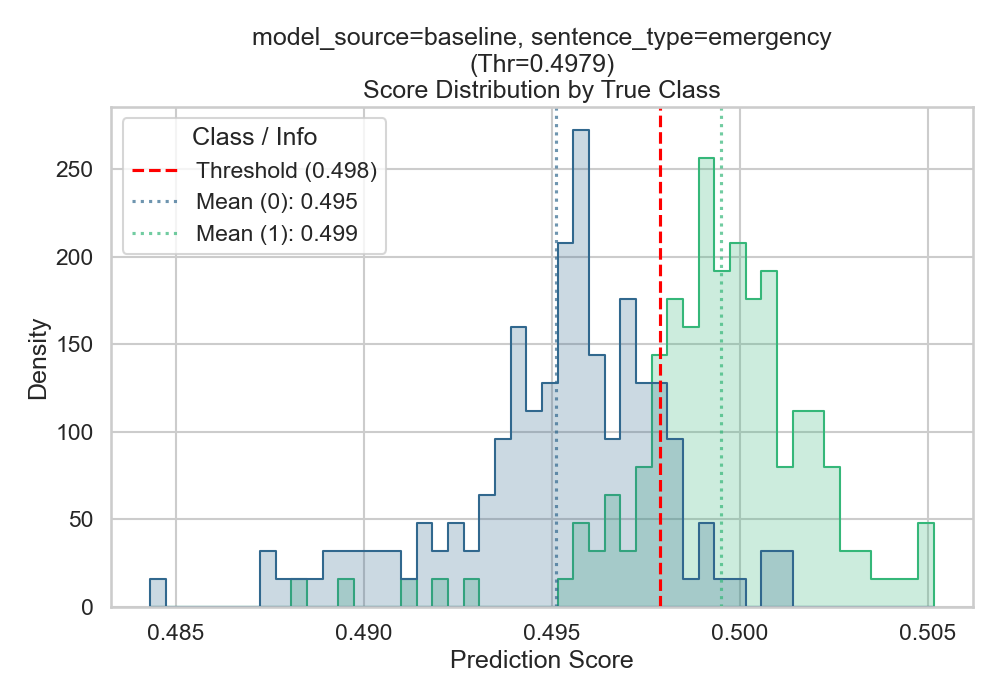 model_source=baseline, sentence_type=emergency
(Thr=0.4979)
Score Distribution by True Class
Class / Info
Threshold (0.498)
Mean (0): 0.495
Mean (1): 0.499
Density
250
200
150
100
50
0
0.485
0.490
0.495
0.500
0.505
Prediction Score